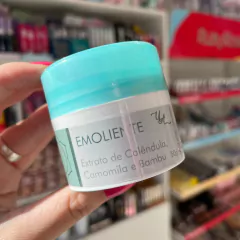 EMOLIENTE
Extrato de Calêndula,
Camomila e Bambu